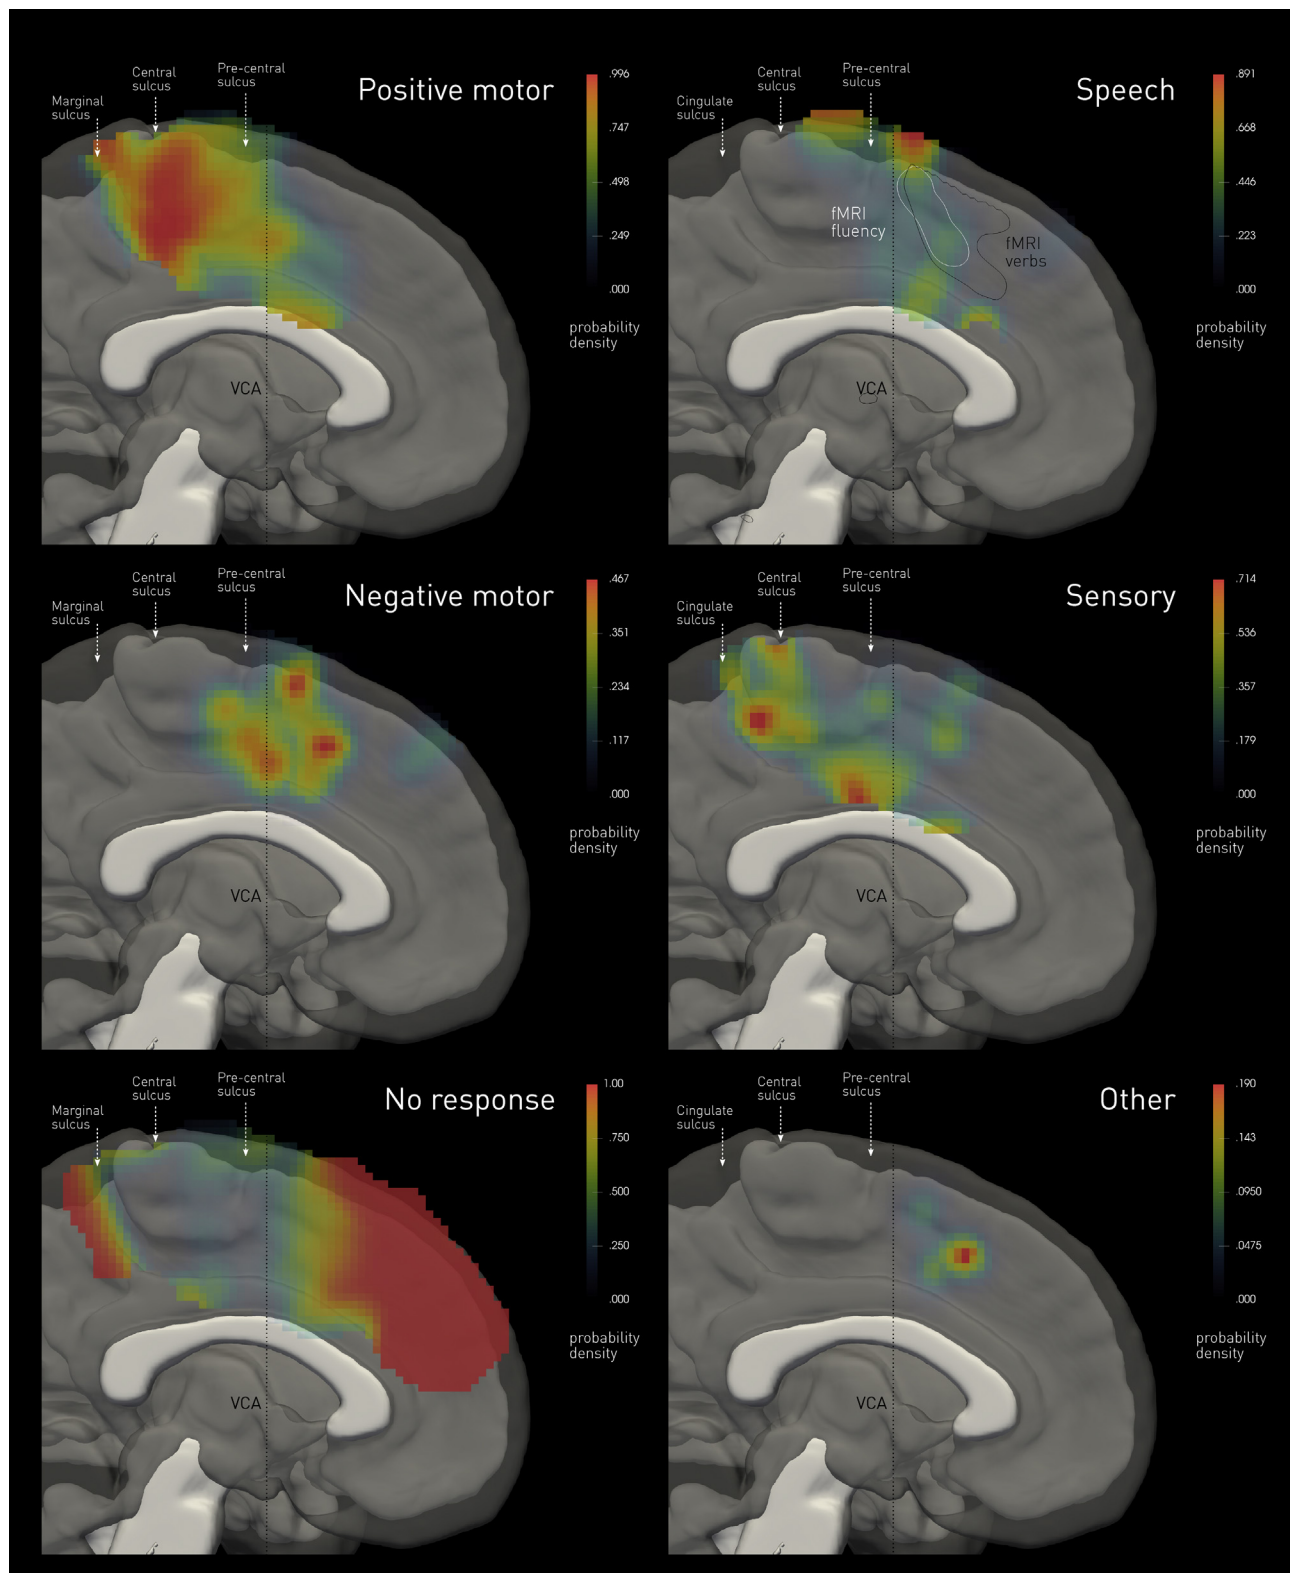 Positive motor
Marginal
sulcus
Central
sulcus
Pre-central
sulcus
VCA
.996
.747
.498
.249
.000
probability
density
Speech
Cingulate
sulcus
Central
sulcus
Pre-central
sulcus
fMRI
fluency
fMRI
verbs
VCA
.891
.668
.446
.223
.000
probability
density
Negative motor
Marginal
sulcus
Central
sulcus
Pre-central
sulcus
VCA
.467
.351
.234
.117
.000
probability
density
Sensory
Cingulate
sulcus
Central
sulcus
Pre-central
sulcus
VCA
.714
.536
.357
.179
.000
probability
density
No response
Marginal
sulcus
Central
sulcus
Pre-central
sulcus
VCA
1.00
.750
.500
.250
.000
probability
density
Other
Cingulate
sulcus
Central
sulcus
Pre-central
sulcus
VCA
.190
.143
.0950
.0475
.000
probability
density